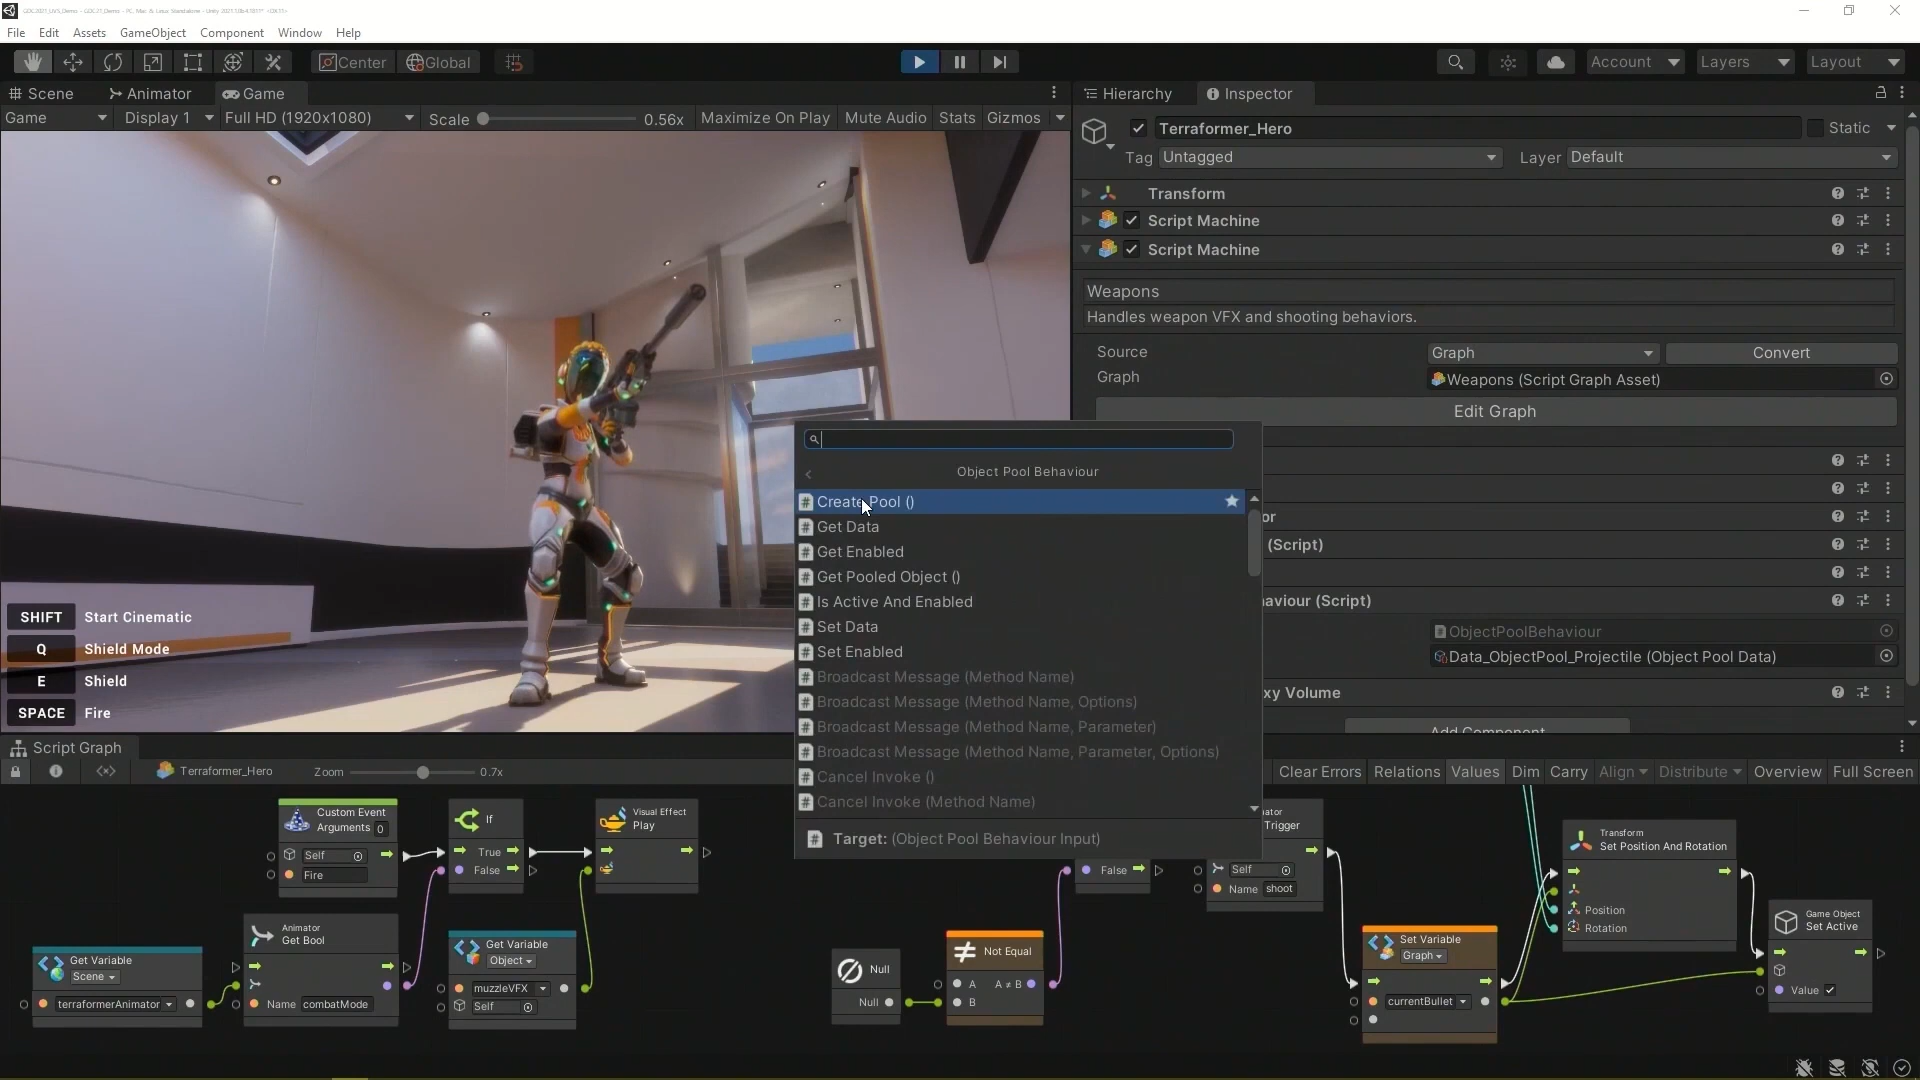 File Edit Assets GameObject Component Window Help
Center Global
Account Layers Layout
Scene Animator Game
Game Display 1 Full HD (1920x1080) Scale 0.56x Maximize On Play Mute Audio Stats Gizmos
SHIFT Start Cinematic
Q Shield Mode
E Shield
SPACE Fire
Hierarchy Inspector
Terraformer_Hero Static
Tag Untagged Layer Default
Transform
Script Machine
Script Machine
Weapons
Handles weapon VFX and shooting behaviors.
Source Graph Convert
Graph Weapons (Script Graph Asset)
Edit Graph
or
(Script)
aviour (Script)
ObjectPoolBehaviour
Data_ObjectPool_Projectile (Object Pool Data)
xy Volume
Add Component
Object Pool Behaviour
Create Pool ()
Get Data
Get Enabled
Get Pooled Object ()
Is Active And Enabled
Set Data
Set Enabled
Broadcast Message (Method Name)
Broadcast Message (Method Name, Options)
Broadcast Message (Method Name, Parameter)
Broadcast Message (Method Name, Parameter, Options)
Cancel Invoke ()
Cancel Invoke (Method Name)
Target: (Object Pool Behaviour Input)
Script Graph
Terraformer_Hero Zoom 0.7x
Clear Errors Relations Values Dim Carry Align Distribute Overview Full Screen
Custom Event
Arguments 0
Self
Fire
If
True
False
Visual Effect
Play
Get Variable
Scene
terraformerAnimator
Animator
Get Bool
Name combatMode
Get Variable
Object
muzzleVFX
Self
Null
Null
Not Equal
A A ≠ B
B
False
ator
Trigger
Self
Name shoot
Set Variable
Graph
currentBullet
Transform
Set Position And Rotation
Position
Rotation
Game Object
Set Active
Value